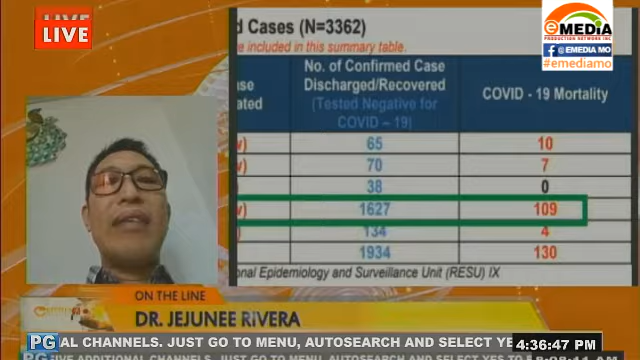 LIVE
LIVE
d Cases (N=3362)
re included in this summary table.
No. of Confirmed Case
Discharged/Recovered
(Tested Negative for
COVID – 19)
COVID - 19 Mortality
65 10
70 7
38 0
1627 109
134 4
1934 130
onal Epidemiology and Surveillance Unit (RESU) IX
eMEDIA
PRODUCTION NETWORK INC
f @EMEDIA MO
#emediamo
ON THE LINE
DR. JEJUNEE RIVERA
PG
AL CHANNELS. JUST GO TO MENU, AUTOSEARCH AND SELECT YE
4:36:47 PM
PG